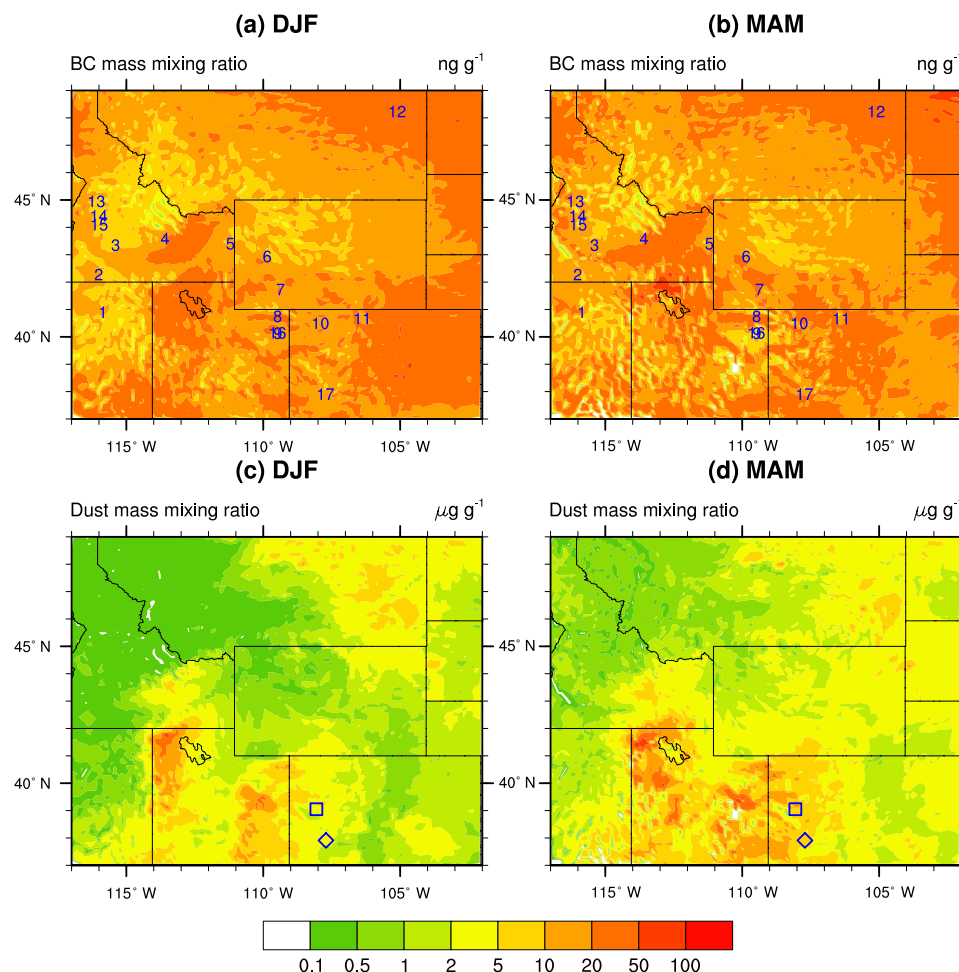 (a) DJF
(b) MAM
BC mass mixing ratio ng g-1
BC mass mixing ratio ng g-1
12
12
45° N
13
14
15
3
4
5
6
2
7
1
8
10
11
9
16
17
13
14
15
3
4
5
6
2
7
1
8
10
11
9
16
17
40° N
115° W 110° W 105° W
115° W 110° W 105° W
(c) DJF
(d) MAM
Dust mass mixing ratio μg g-1
Dust mass mixing ratio μg g-1
45° N
40° N
115° W 110° W 105° W
115° W 110° W 105° W
0.1 0.5 1 2 5 10 20 50 100